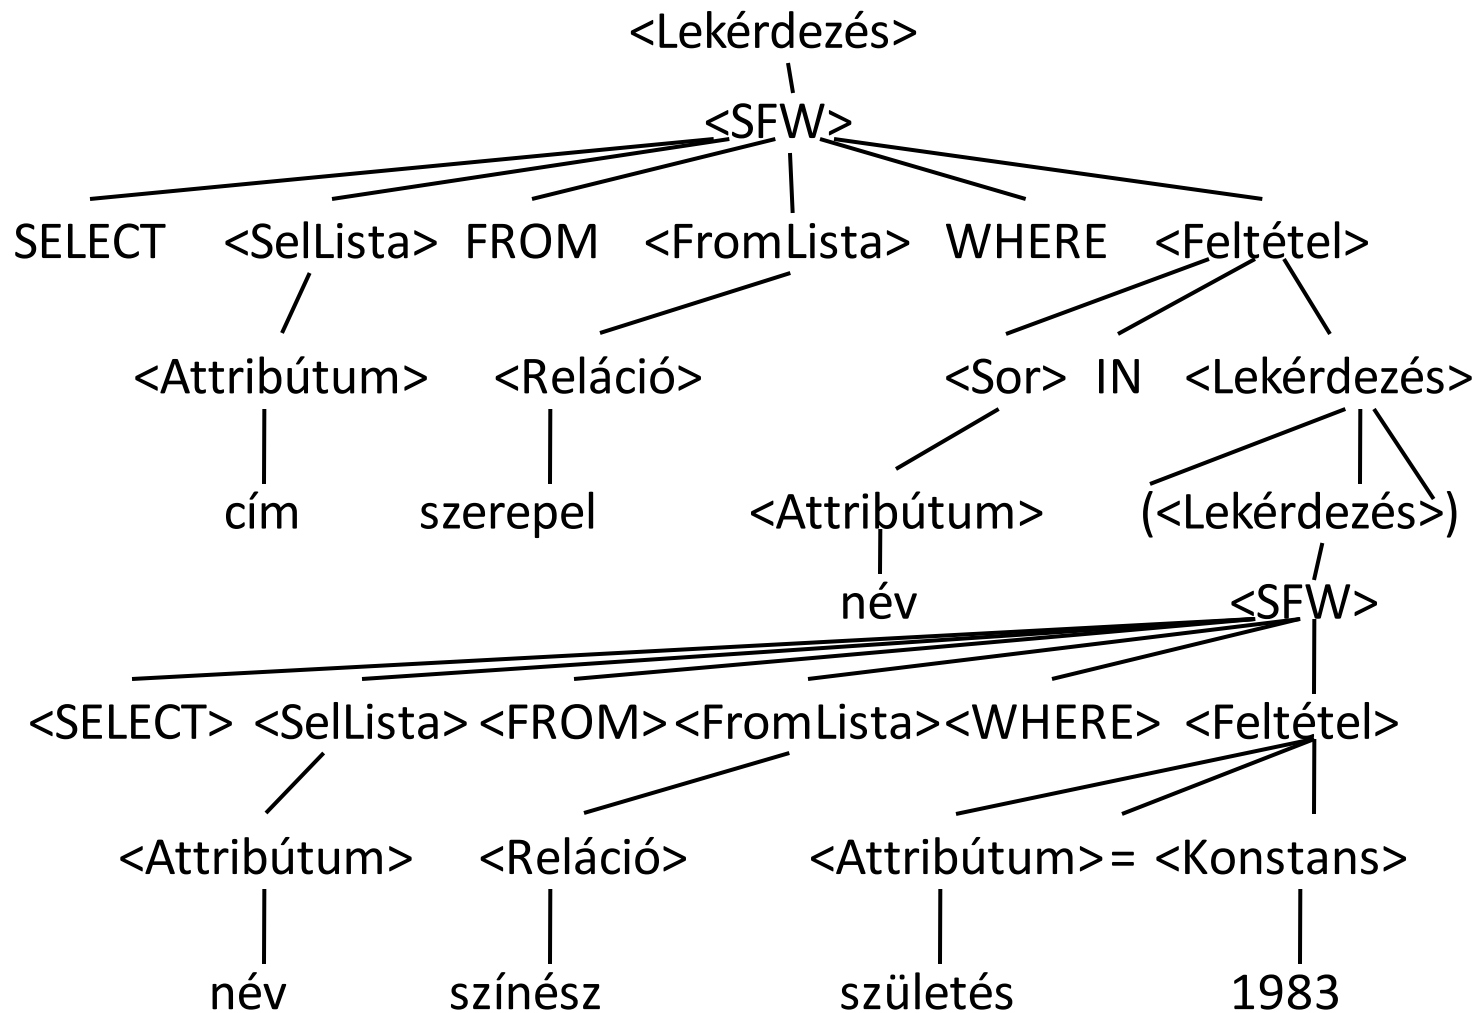 <Lekérdezés>
<SFW>
SELECT <SelLista> FROM <FromLista> WHERE <Feltétel>
<Attribútum> <Reláció> <Sor> IN <Lekérdezés>
cím szerepel <Attribútum> (<Lekérdezés>)
név <SFW>
<SELECT> <SelLista> <FROM> <FromLista> <WHERE> <Feltétel>
<Attribútum> <Reláció> <Attribútum> = <Konstans>
név színész születés 1983